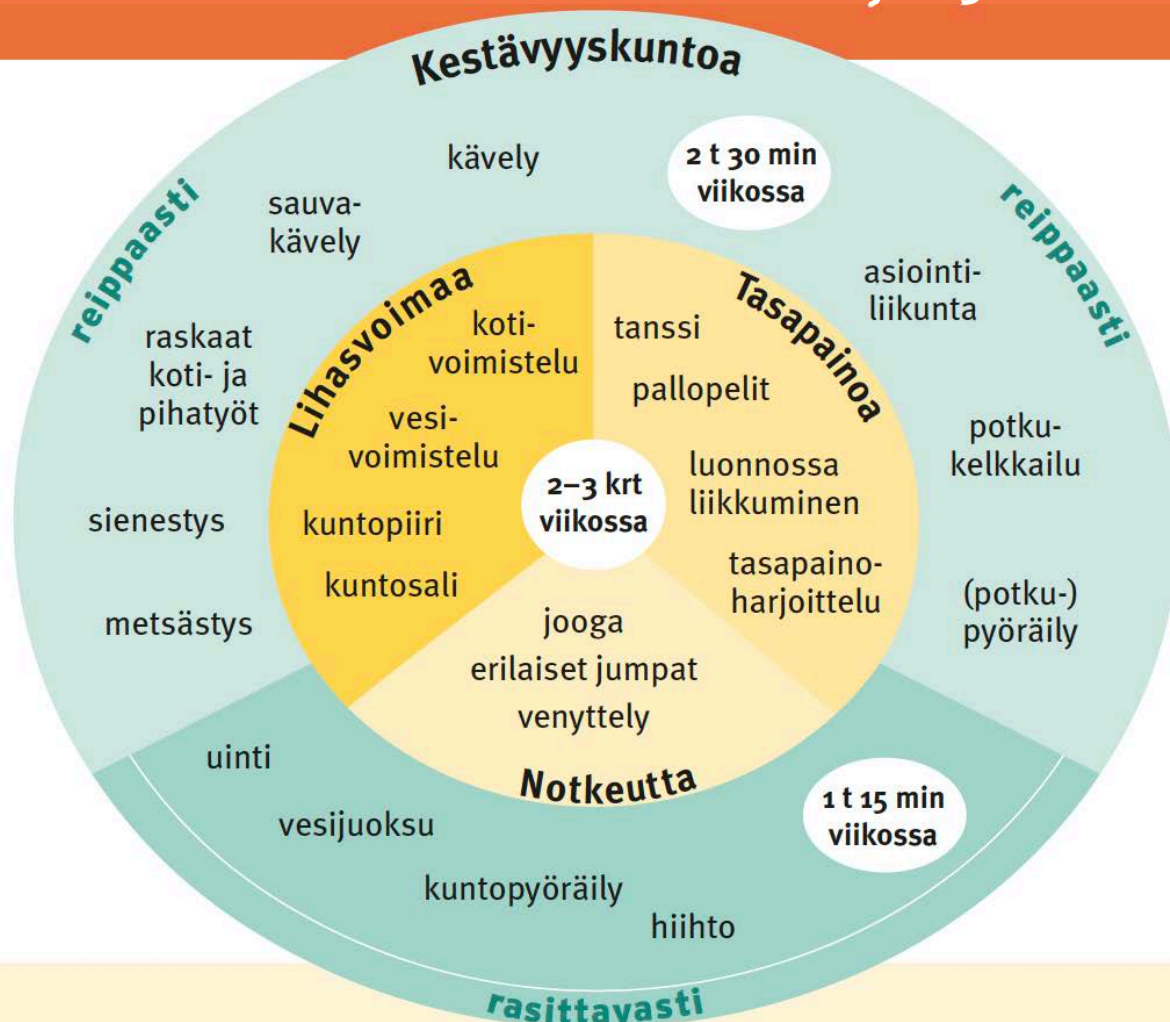 Kestävyyskuntoa
kävely
2 t 30 min
viikossa
sauva-
kävely
reippaasti
reippaasti
asiointi-
liikunta
raskaat
koti- ja
pihatyöt
potku-
kelkkailu
sienestys
metsästys
(potku-)
pyöräily
Lihasvoimaa
koti-
voimistelu
vesi-
voimistelu
kuntopiiri
kuntosali
Tasapainoa
tanssi
pallopelit
luonnossa
liikkuminen
tasapaino-
harjoittelu
2–3 krt
viikossa
jooga
erilaiset jumpat
venyttely
Notkeutta
uinti
vesijuoksu
kuntopyöräily
hiihto
1 t 15 min
viikossa
rasittavasti